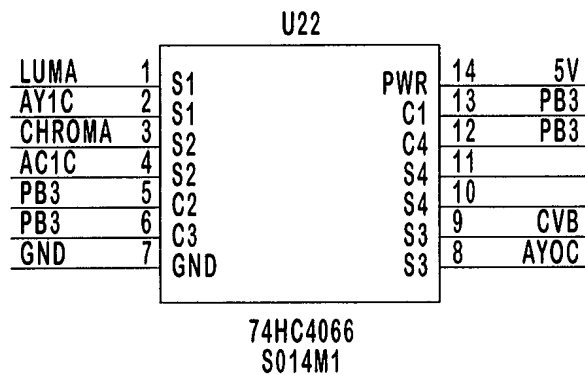 U22
LUMA 1 S1 PWR 14 5V
AY1C 2 S1 C1 13 PB3
CHROMA 3 S2 C4 12 PB3
AC1C 4 S2 S4 11
PB3 5 C2 S4 10
PB3 6 C3 S3 9 CVB
GND 7 GND S3 8 AYOC
74HC4066
SO14M1